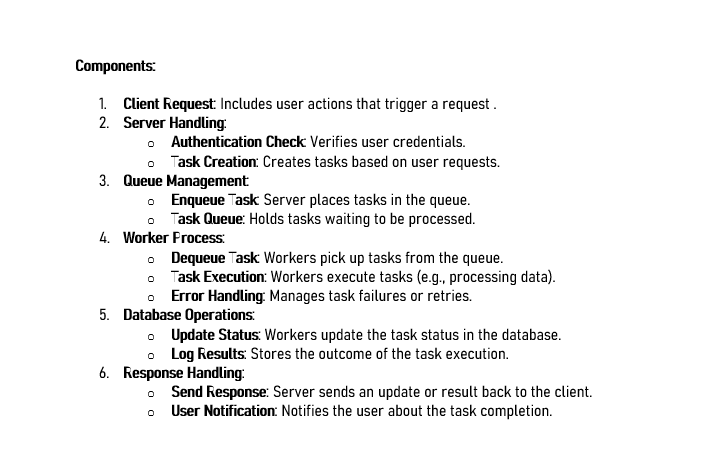 Components:
1. Client Request: Includes user actions that trigger a request .
2. Server Handling:
o Authentication Check: Verifies user credentials.
o Task Creation: Creates tasks based on user requests.
3. Queue Management:
o Enqueue Task: Server places tasks in the queue.
o Task Queue: Holds tasks waiting to be processed.
4. Worker Process:
o Dequeue Task: Workers pick up tasks from the queue.
o Task Execution: Workers execute tasks (e.g., processing data).
o Error Handling: Manages task failures or retries.
5. Database Operations:
o Update Status: Workers update the task status in the database.
o Log Results: Stores the outcome of the task execution.
6. Response Handling:
o Send Response: Server sends an update or result back to the client.
o User Notification: Notifies the user about the task completion.